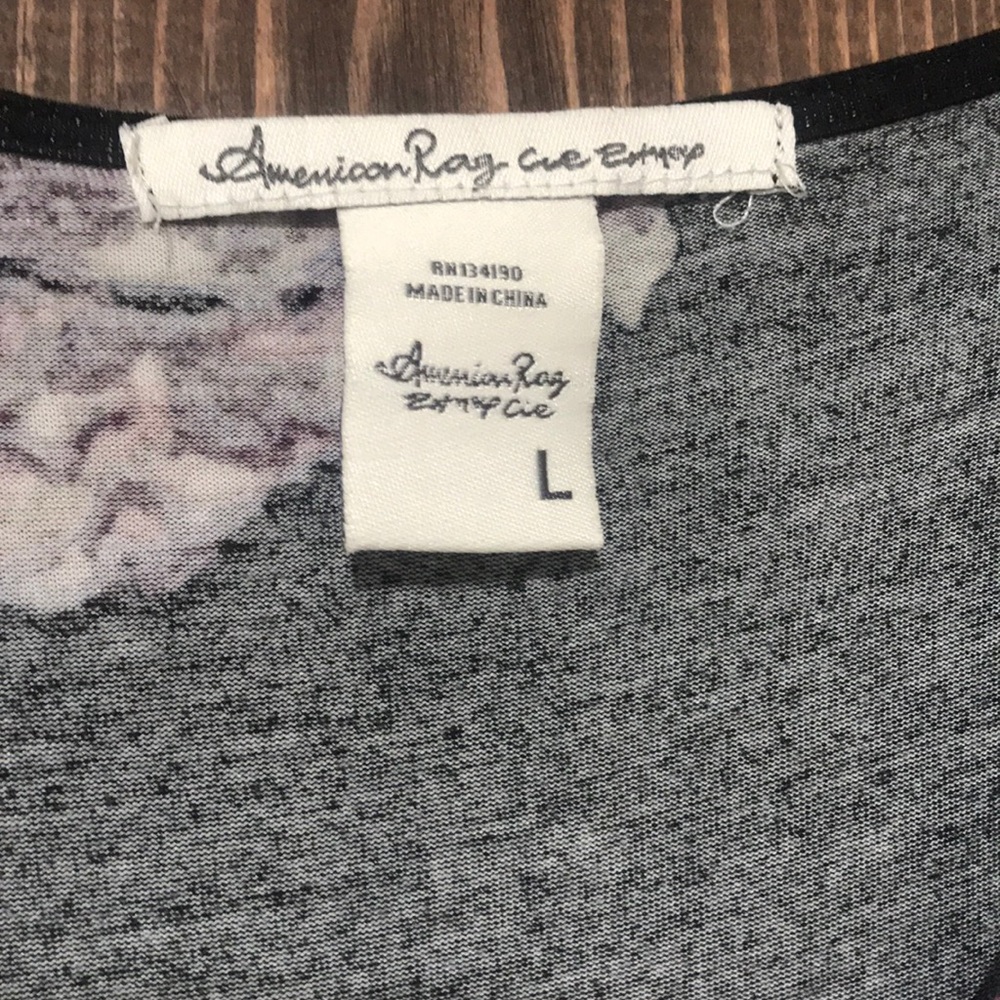 American Rag Cie
RN134190
MADE IN CHINA
American Rag
Cie
L